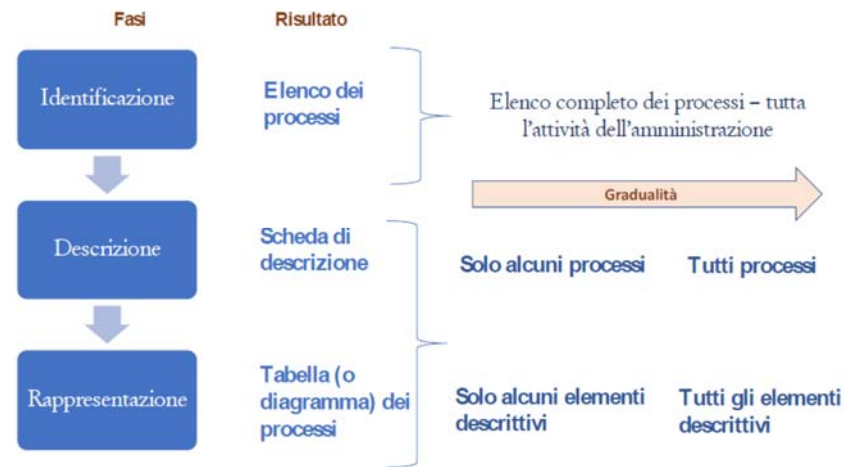 Fasi
Risultato
Identificazione
Elenco dei
processi
Elenco completo dei processi – tutta
l'attività dell'amministrazione
Gradualità
Descrizione
Scheda di
descrizione
Solo alcuni processi
Tutti processi
Rappresentazione
Tabella (o
diagramma) dei
processi
Solo alcuni elementi
descrittivi
Tutti gli elementi
descrittivi